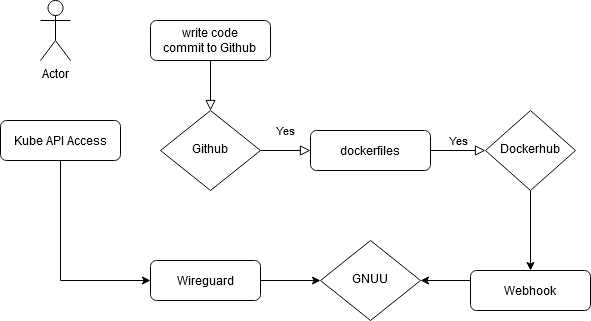 write code
commit to Github
Actor
Kube API Access
Github
Yes
dockerfiles
Yes
Dockerhub
Wireguard
GNUU
Webhook